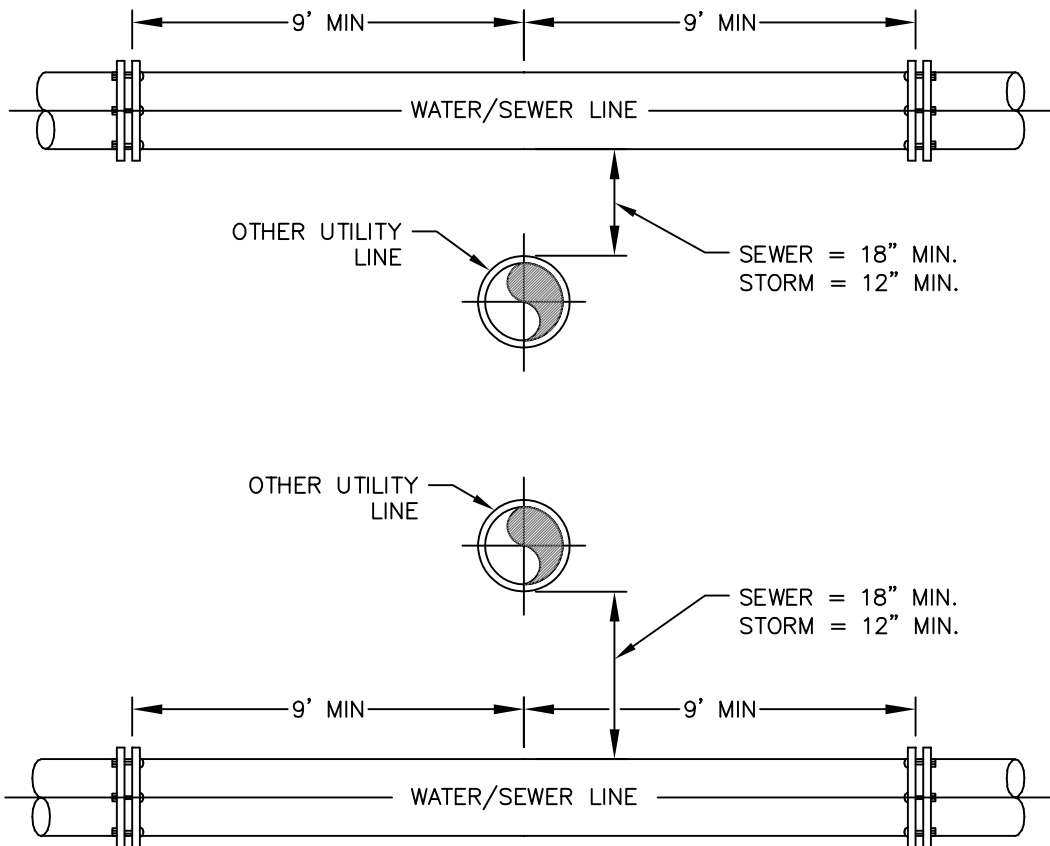 9' MIN 9' MIN
WATER/SEWER LINE
OTHER UTILITY
LINE
SEWER = 18" MIN.
STORM = 12" MIN.
OTHER UTILITY
LINE
SEWER = 18" MIN.
STORM = 12" MIN.
9' MIN 9' MIN
WATER/SEWER LINE